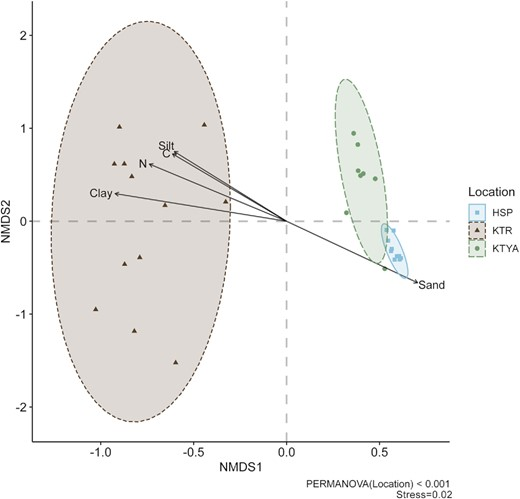 2
1
0
-1
-2
NMDS2
Silt
C
N
Clay
Sand
-1.0 -0.5 0.0 0.5
NMDS1
Location
HSP
KTR
KTYA
PERMANOVA(Location) < 0.001
Stress=0.02